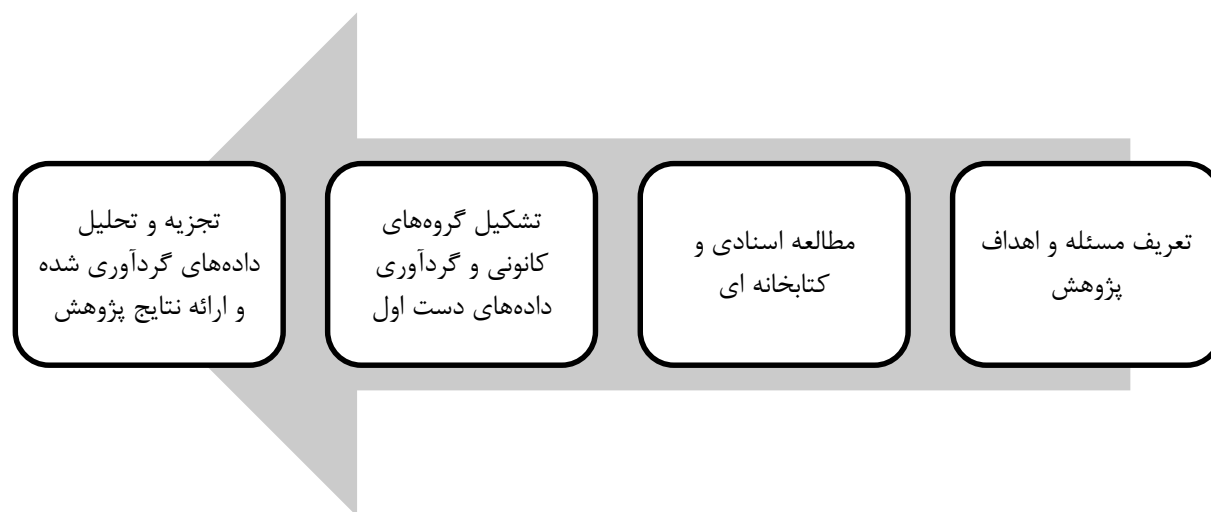 تعریف مسئله و اهداف
پژوهش
مطالعه اسنادی و
کتابخانه ای
تشکیل گروه‌های
کانونی و گردآوری
داده‌های دست اول
تجزیه و تحلیل
داده‌های گردآوری شده
و ارائه نتایج پژوهش